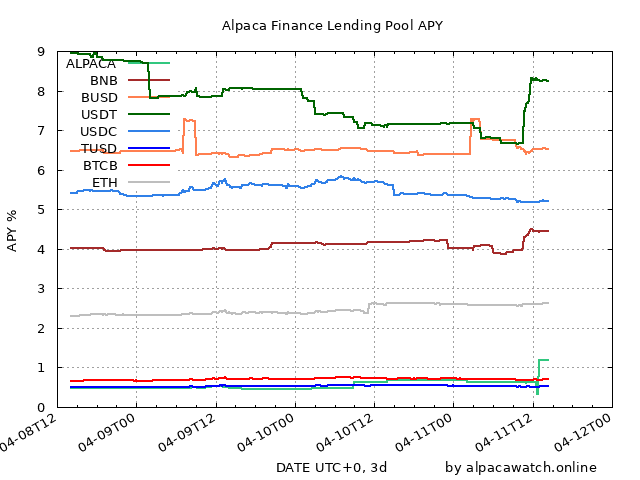 Alpaca Finance Lending Pool APY
9
8
7
6
5
4
3
2
1
0
APY %
ALPACA
BNB
BUSD
USDT
USDC
TUSD
BTCB
ETH
04-08T12
04-09T00
04-09T12
04-10T00
04-10T12
04-11T00
04-11T12
04-12T00
DATE UTC+0, 3d
by alpacawatch.online